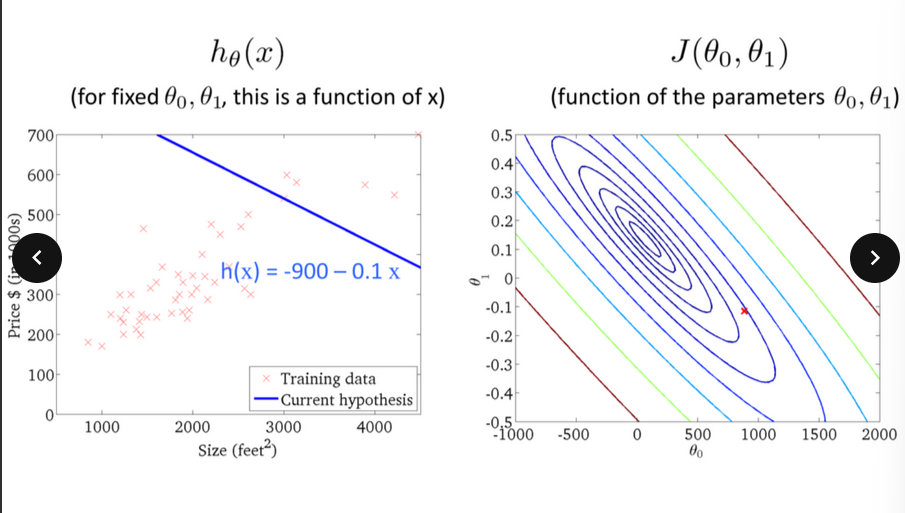 hθ(x)
(for fixed θ₀, θ₁, this is a function of x)
700
600
500
300
200
100
0
1000
2000
3000
4000
Price $ (in 1000s)
Size (feet²)
h(x) = -900 – 0.1 x
Training data
Current hypothesis
J(θ₀, θ₁)
(function of the parameters θ₀, θ₁)
0.5
0.4
0.3
0.2
0.1
0
-0.1
-0.2
-0.3
-0.4
-0.5
-1000
-500
0
500
1000
1500
2000
θ₁
θ₀